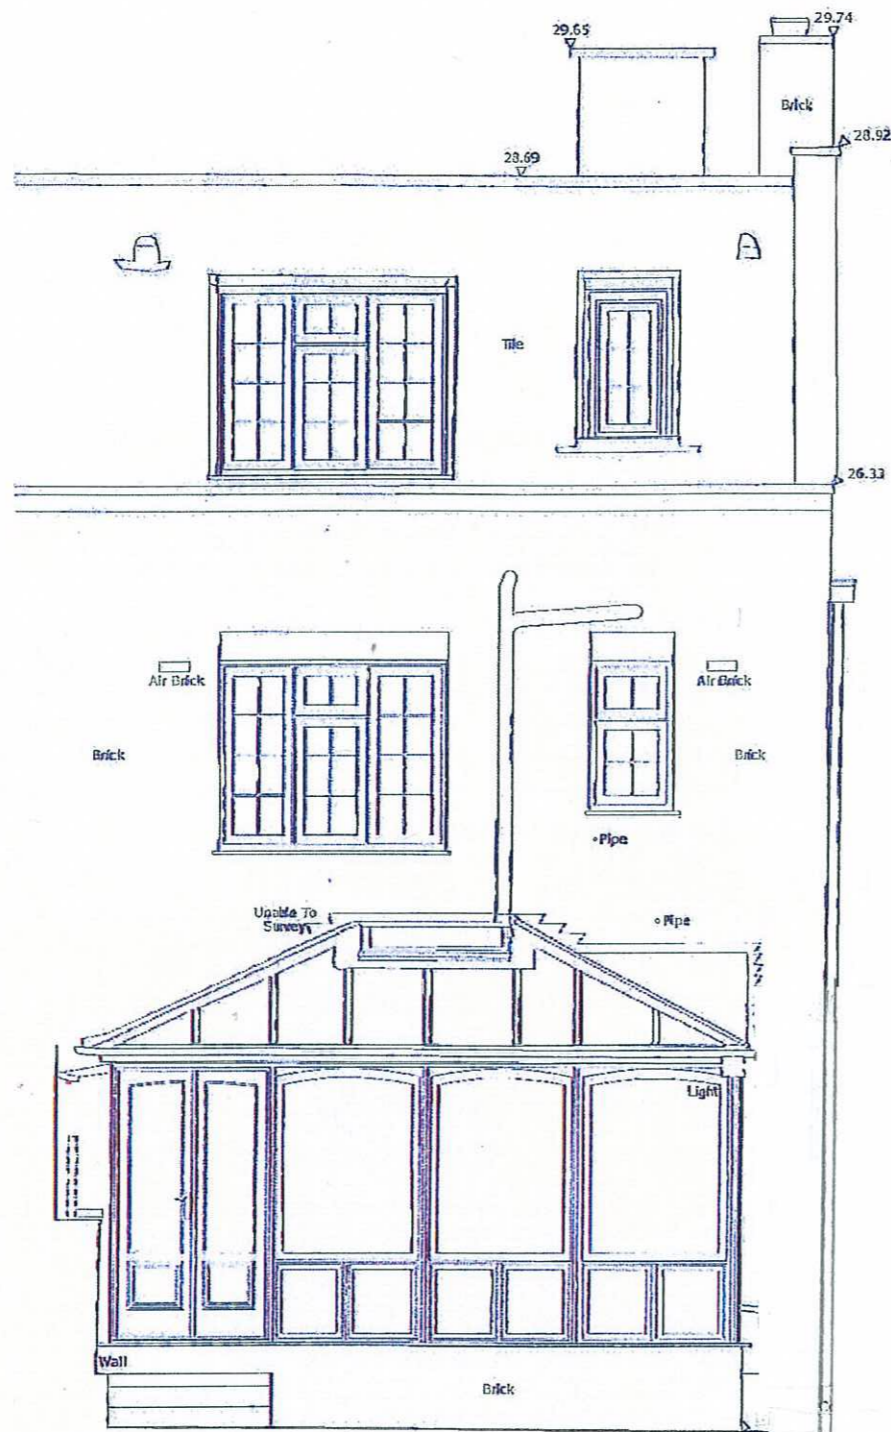 29.65
29.74
Brick
28.92
28.69
Tile
26.33
Air Brick
Air Brick
Brick
Brick
Pipe
Unable To
Survey
Pipe
Light
Wall
Brick